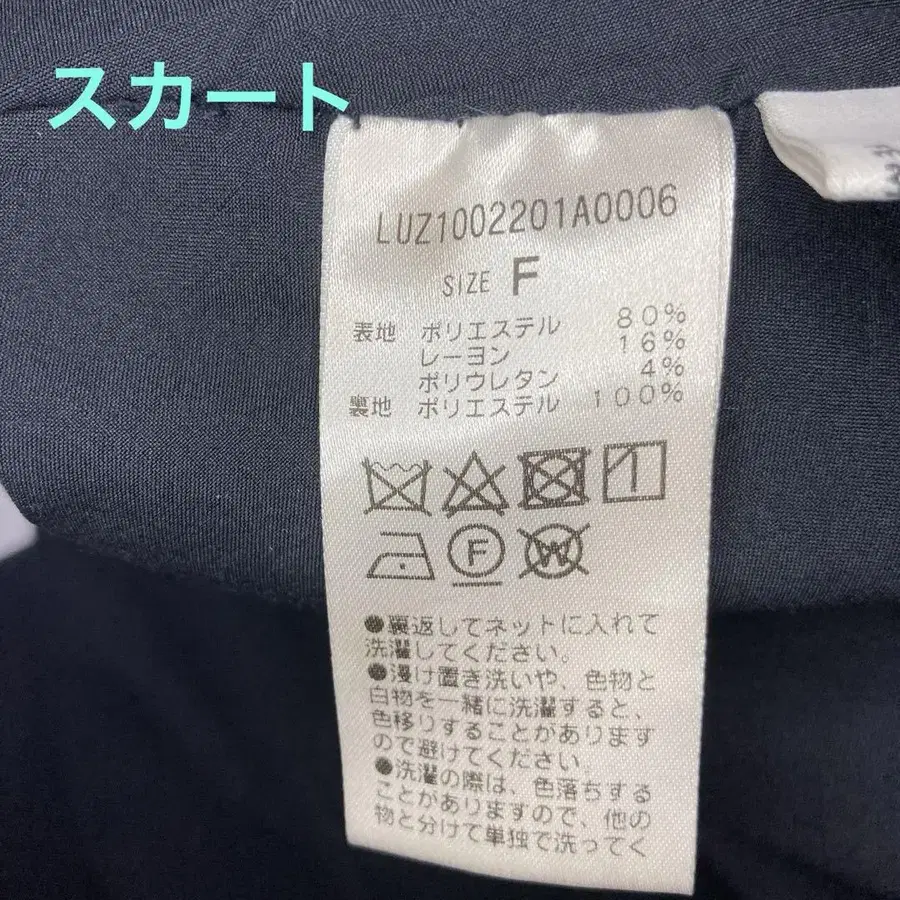 スカート
LUZ1002201A0006
SIZE F
表地 ポリエステル 80%
レーヨン 16%
ポリウレタン 4%
裏地 ポリエステル 100%
F
W
●裏返してネットに入れて
洗濯してください。
●浸け置き洗いや、色物と
白物を一緒に洗濯すると、
色移りすることがあります
ので避けてください。
●洗濯の際は、色落ちする
ことがありますので、他の
物と分けて単独で洗ってく